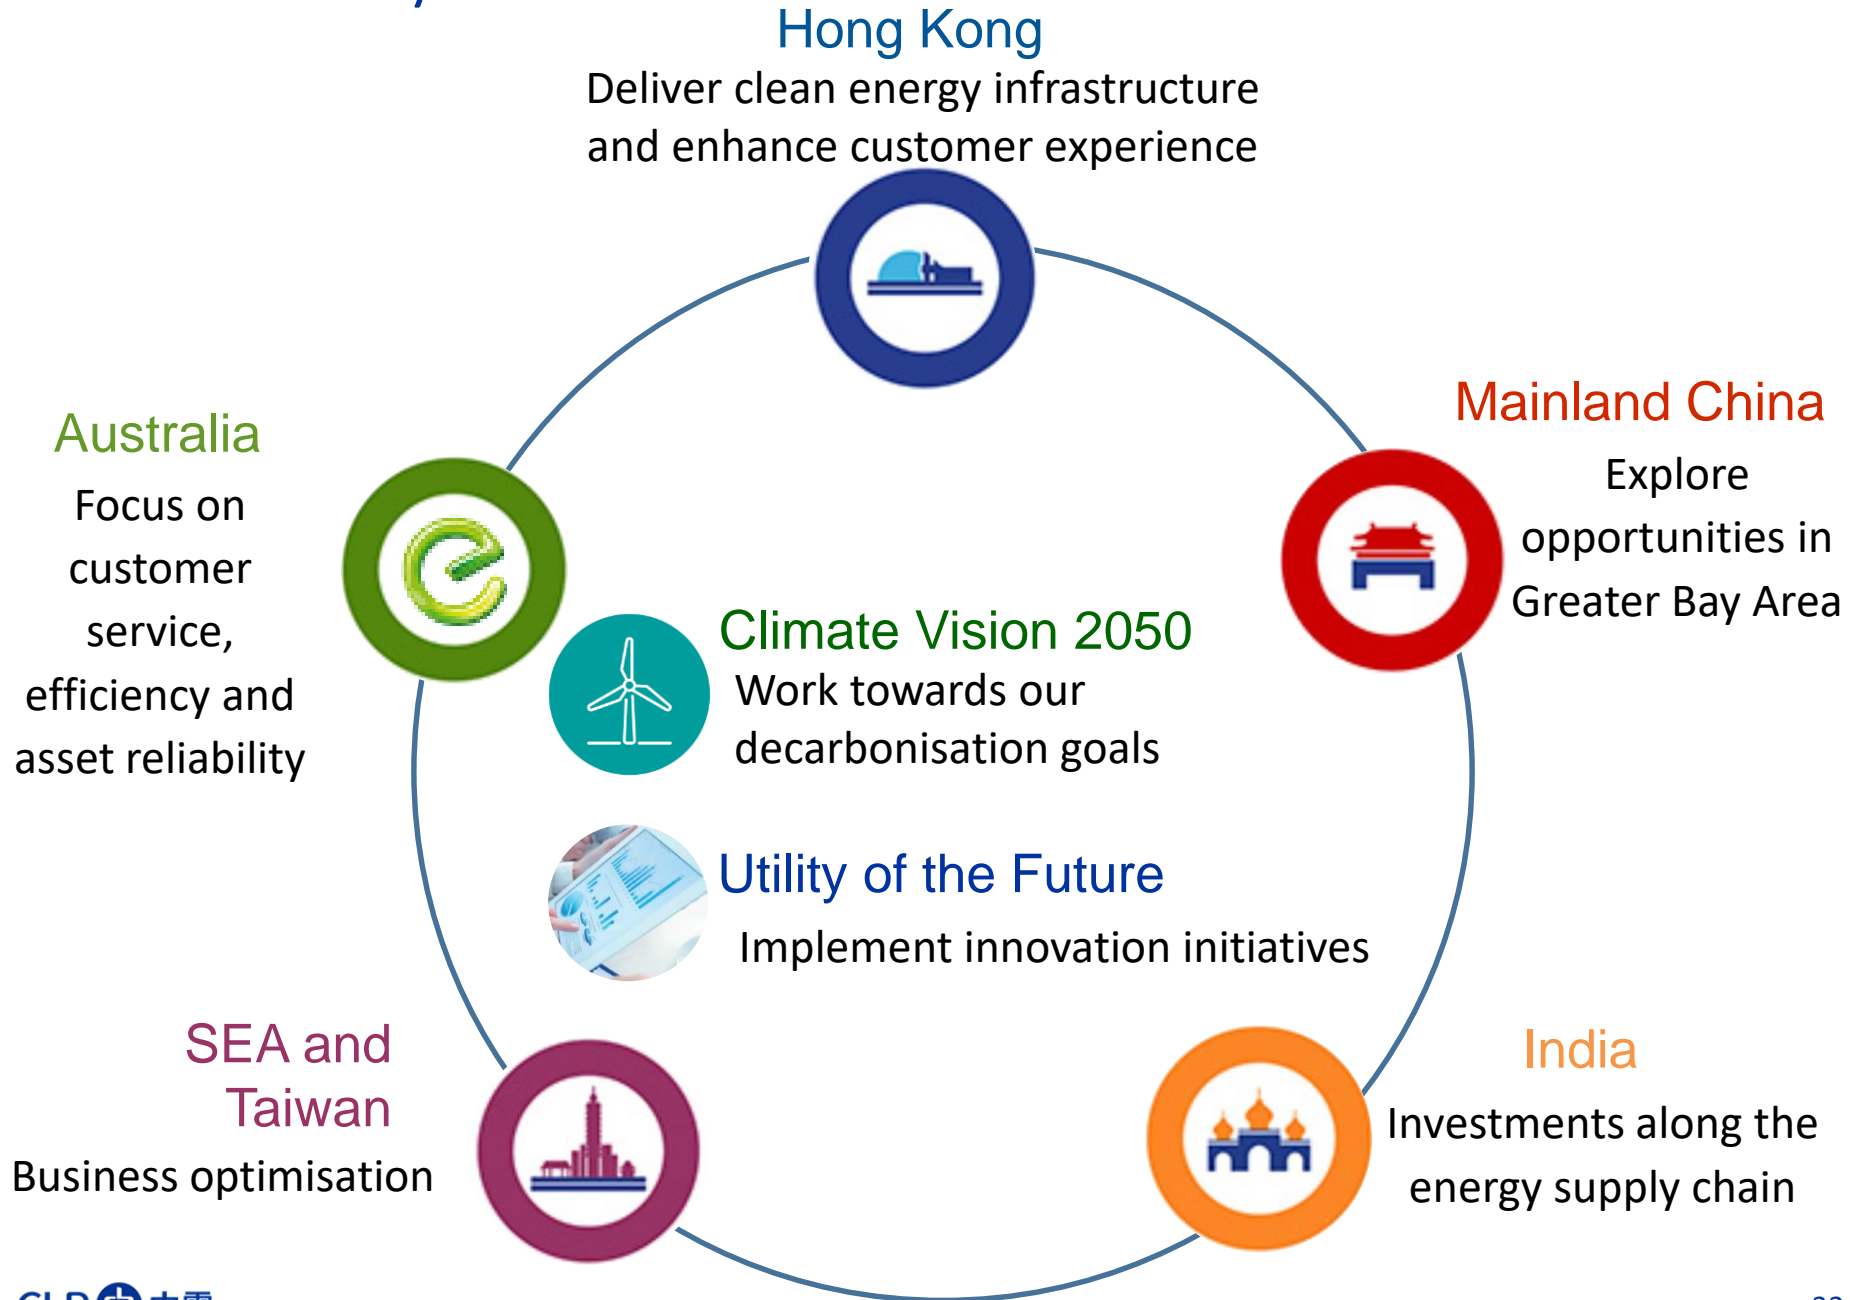 Hong Kong
Deliver clean energy infrastructure
and enhance customer experience
Mainland China
Explore
opportunities in
Greater Bay Area
Australia
Focus on
customer
service,
efficiency and
asset reliability
Climate Vision 2050
Work towards our
decarbonisation goals
Utility of the Future
Implement innovation initiatives
SEA and
Taiwan
Business optimisation
India
Investments along the
energy supply chain